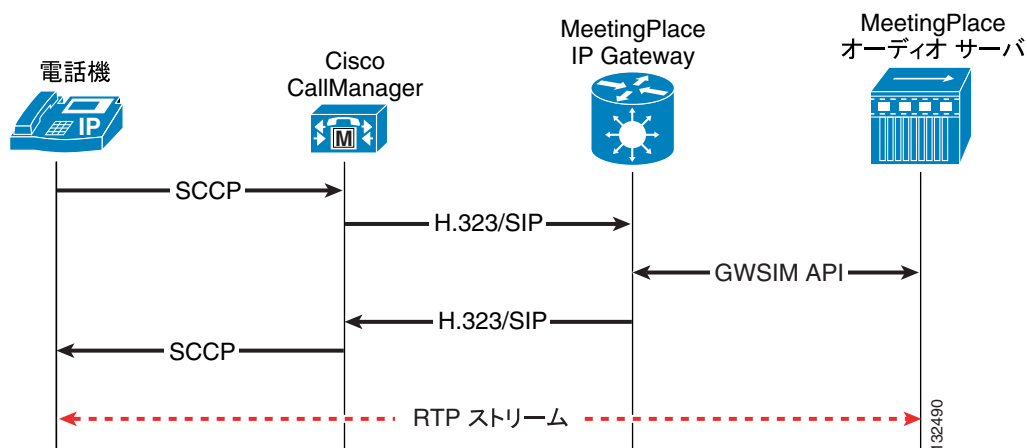 電話機
IP
Cisco
CallManager
M
MeetingPlace
IP Gateway
MeetingPlace
オーディオ サーバ
SCCP
H.323/SIP
GWSIM API
H.323/SIP
SCCP
RTP ストリーム
132490